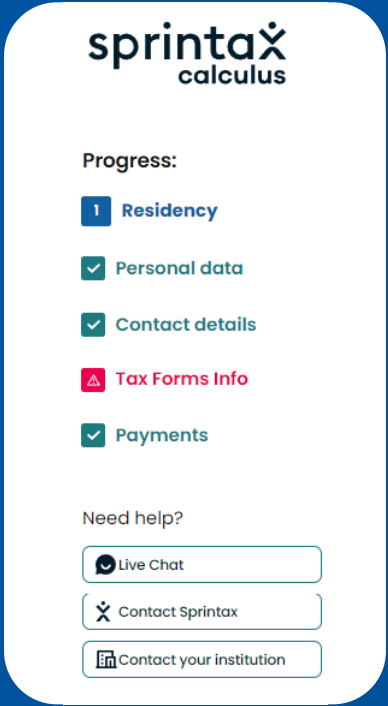 sprintax
calculus
Progress:
1 Residency
Personal data
Contact details
Tax Forms Info
Payments
Need help?
Live Chat
Contact Sprintax
Contact your institution